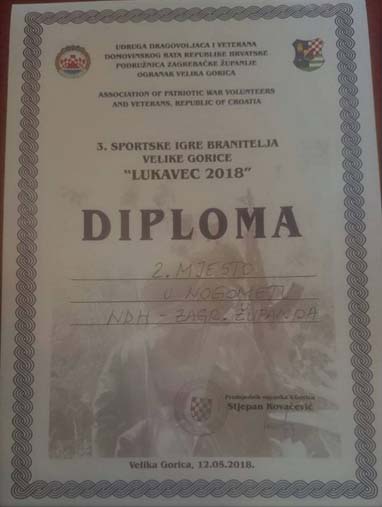 UDRUGA DRAGOVOLJACA I VETERANA
DOMOVINSKOG RATA REPUBLIKE HRVATSKE
PODRUŽNICA ZAGREBAČKE ŽUPANIJE
OGRANAK VELIKA GORICA
ASSOCIATION OF PATRIOTIC WAR VOLUNTEERS
AND VETERANS, REPUBLIC OF CROATIA
3. SPORTSKE IGRE BRANITELJA
VELIKE GORICE
"LUKAVEC 2018"
DIPLOMA
2. MJESTO
U NOGOMETU
NDH - ZAGR. ŽUPANIJA
Predsjednik ogranka
Stjepan Kovačević
Velika Gorica, 12.05.2018.